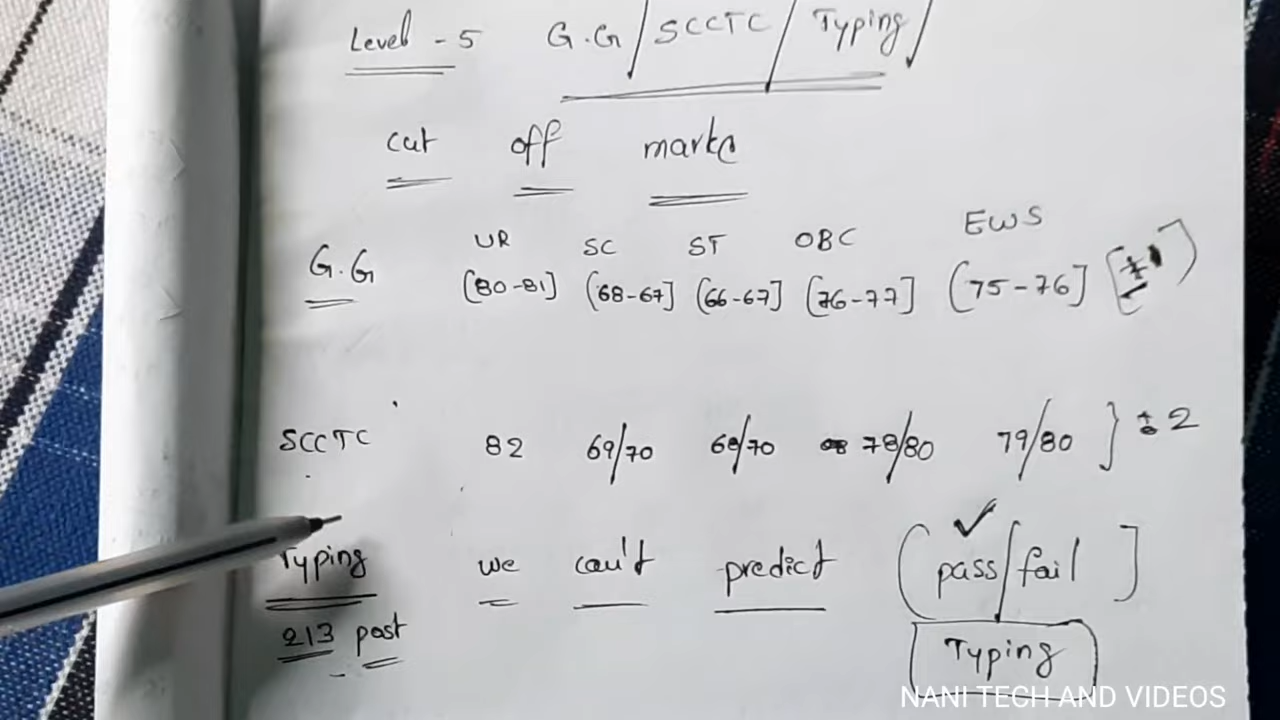 Level - 5 G.G/SCCTC/Typing/
cut off marks
UR SC ST OBC EWS
G.G (80-81] (68-67] (66-67] (76-77] (75-76] [±1]
SCCTC 82 69/70 68/70 78/80 79/80 } ± 2
Typing we can't predict (pass/fail]
213 post Typing
NANI TECH AND VIDEOS